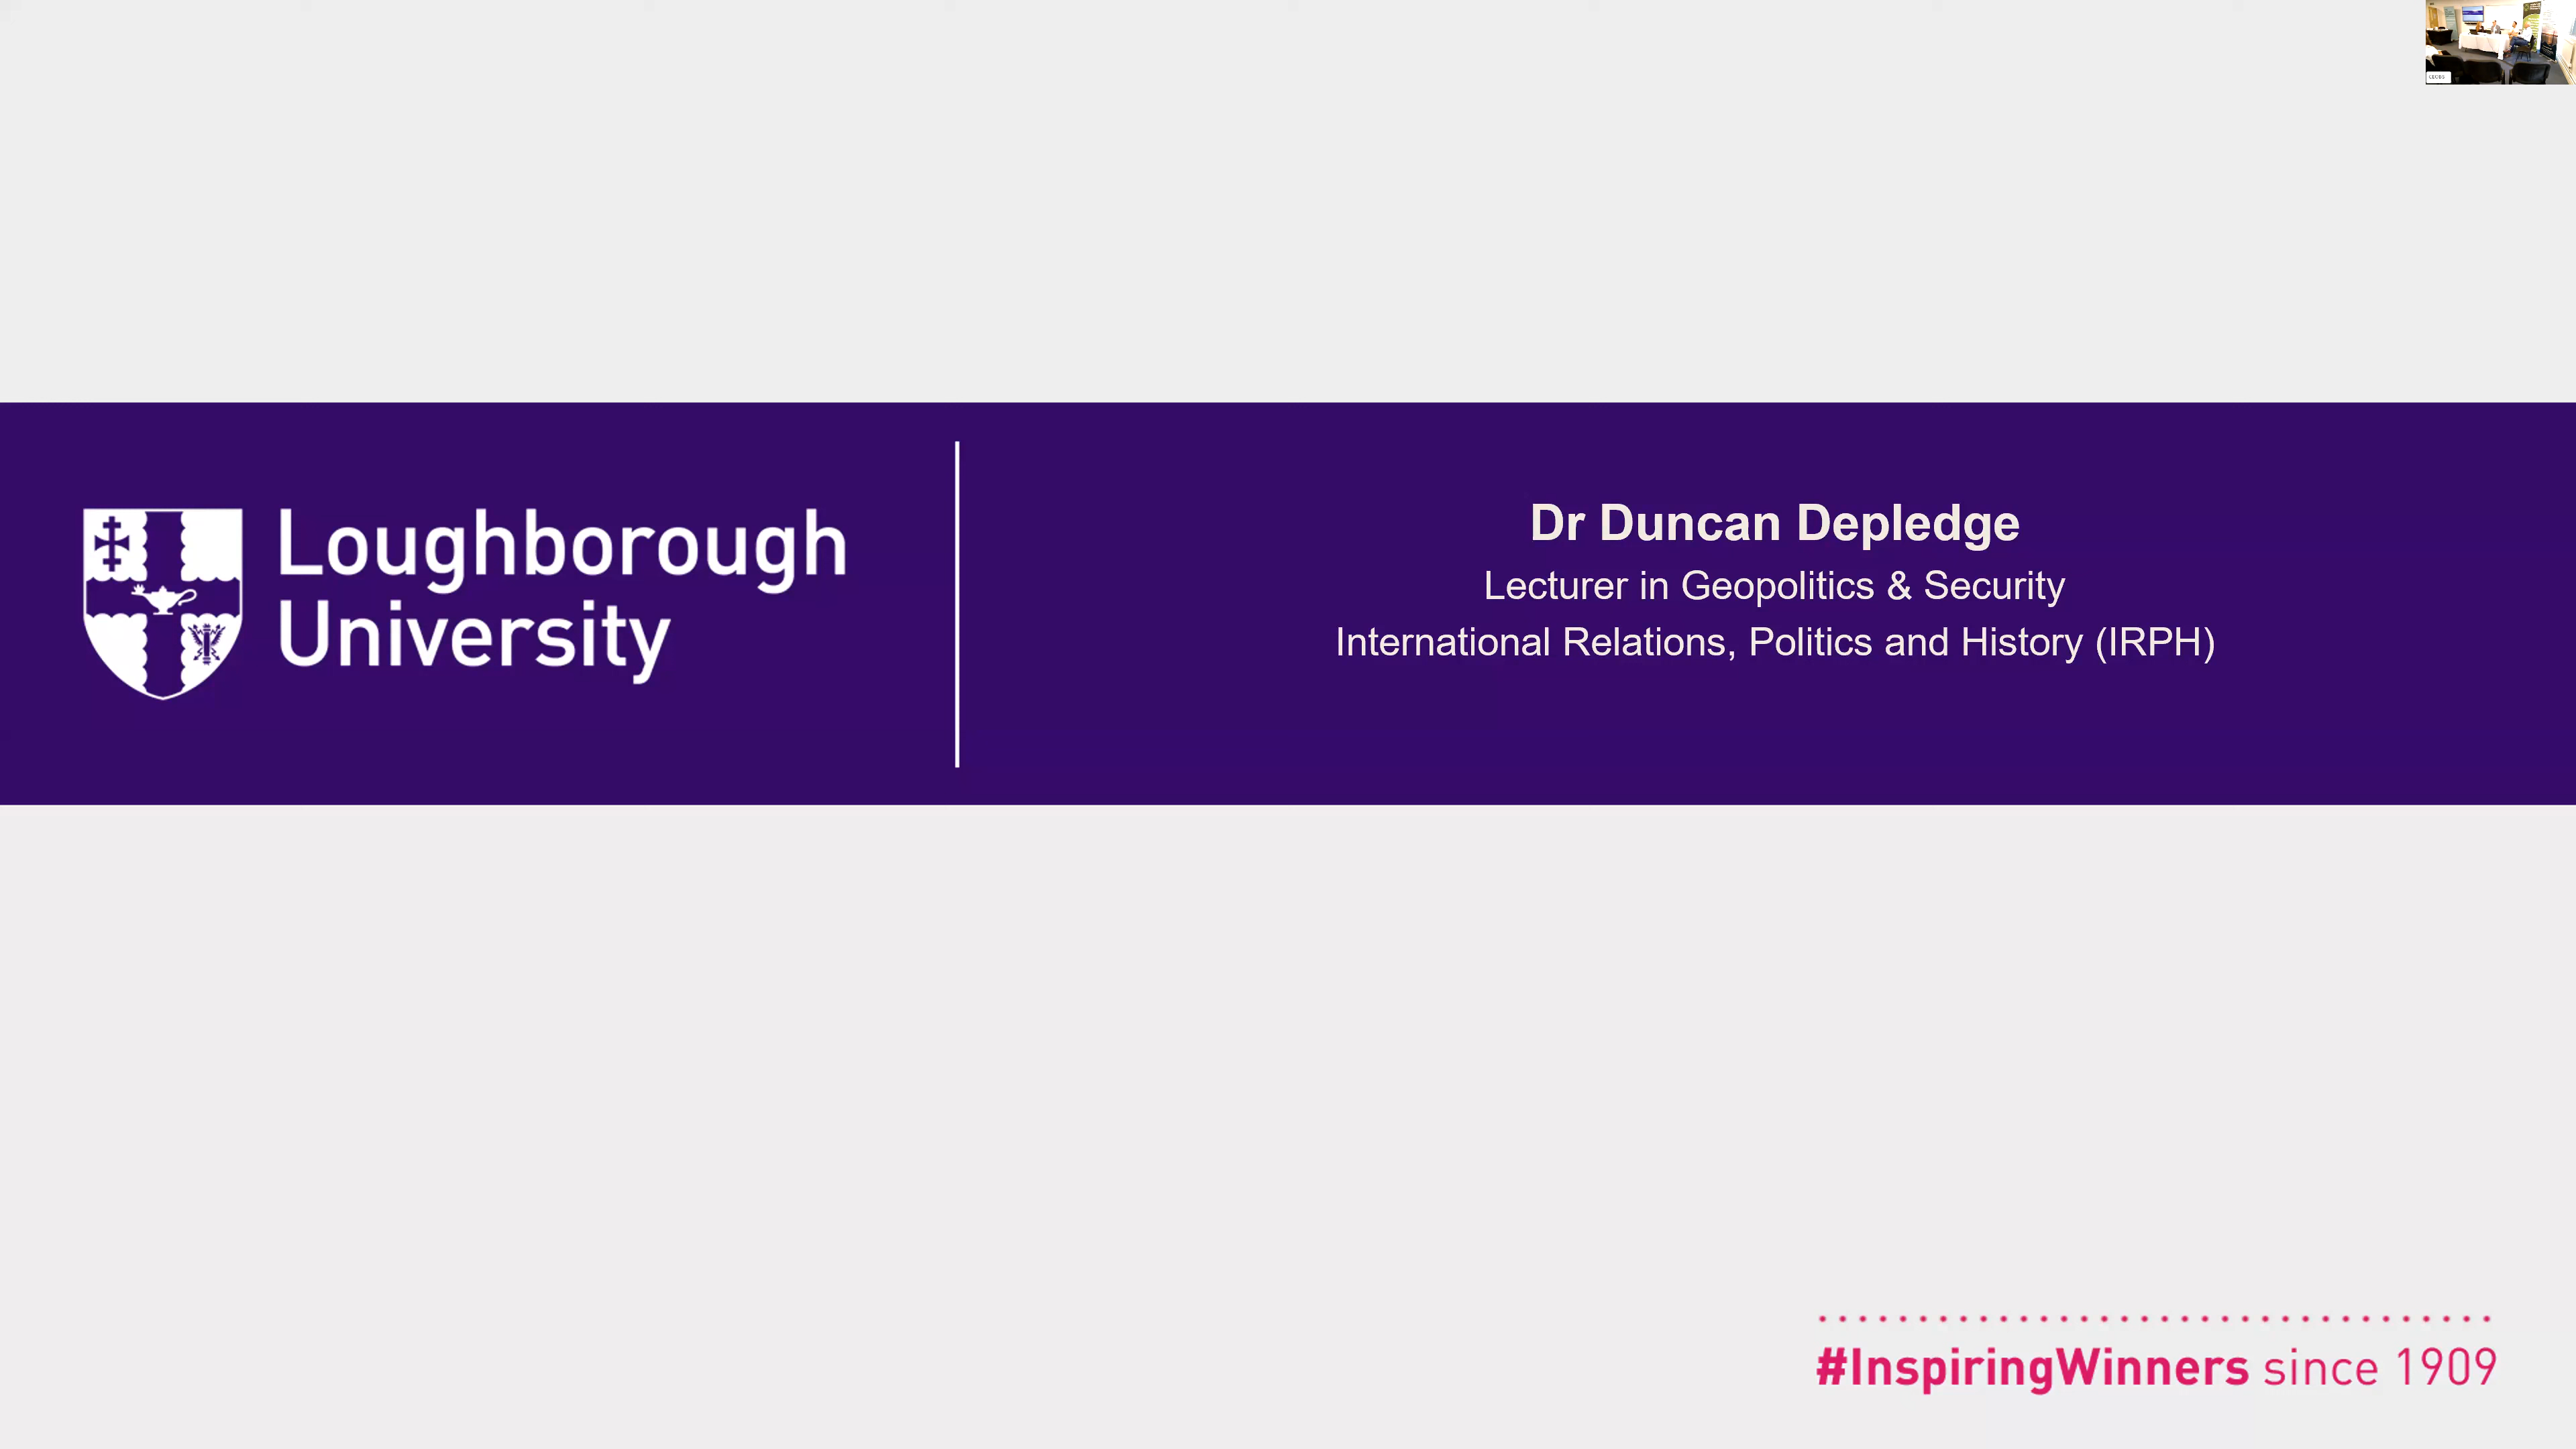 Loughborough
University
Dr Duncan Depledge
Lecturer in Geopolitics & Security
International Relations, Politics and History (IRPH)
#InspiringWinners since 1909